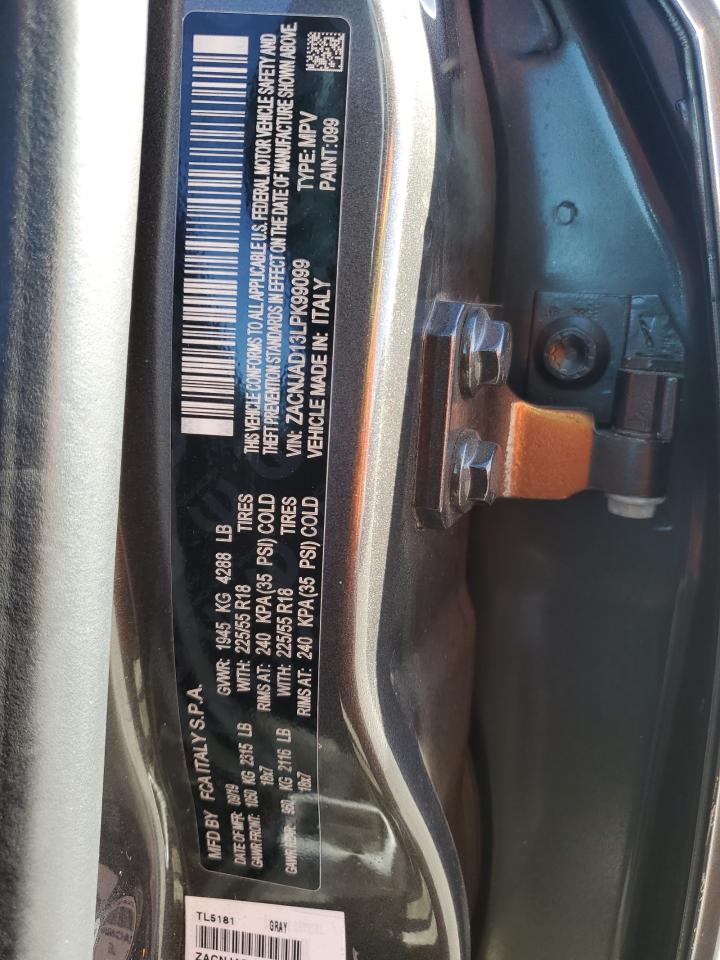 MFD BY FCA ITALY S.P.A.
DATE OF MFR: 09/19 GVWR: 1945 KG 4288 LB
GAWR FRONT: 1050 KG 2315 LB WITH: 225/55 R18 TIRES
18x7 RIMS AT: 240 KPA(35 PSI) COLD
GAWR REAR: 960 KG 2116 LB WITH: 225/55 R18 TIRES
18x7 RIMS AT: 240 KPA(35 PSI) COLD
THIS VEHICLE CONFORMS TO ALL APPLICABLE U.S. FEDERAL MOTOR VEHICLE SAFETY AND
THEFT PREVENTION STANDARDS IN EFFECT ON THE DATE OF MANUFACTURE SHOWN ABOVE.
VIN: ZACNJAD13LPK99099 TYPE: MPV
VEHICLE MADE IN: ITALY PAINT: 099
TL5181 GRAY